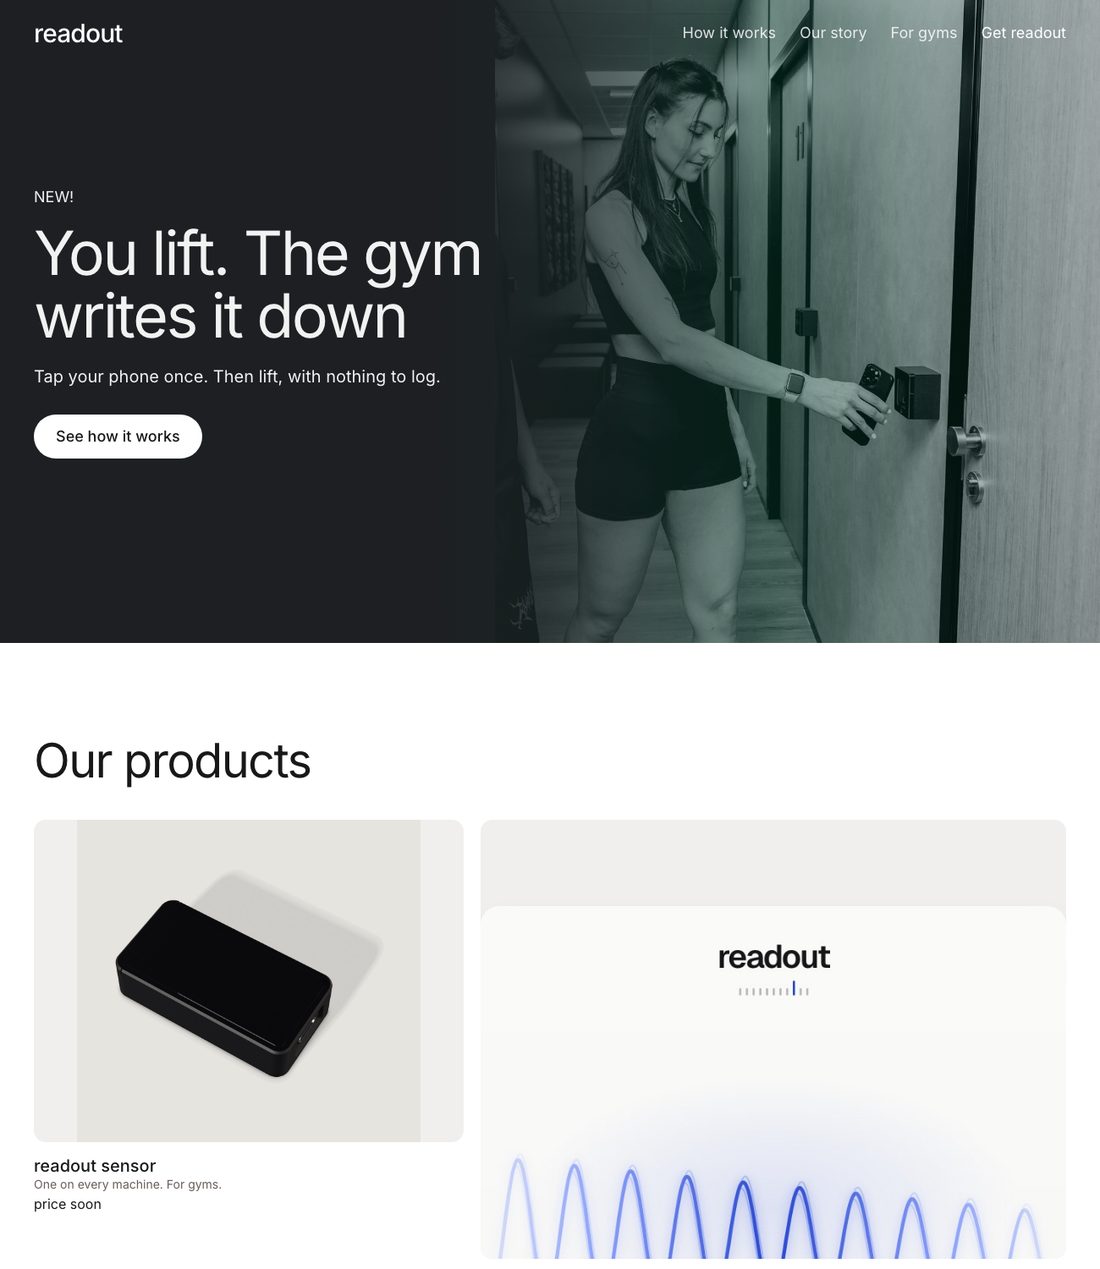 readout
How it works
Our story
For gyms
Get readout
NEW!
You lift. The gym
writes it down
Tap your phone once. Then lift, with nothing to log.
See how it works
Our products
readout
readout sensor
One on every machine. For gyms.
price soon